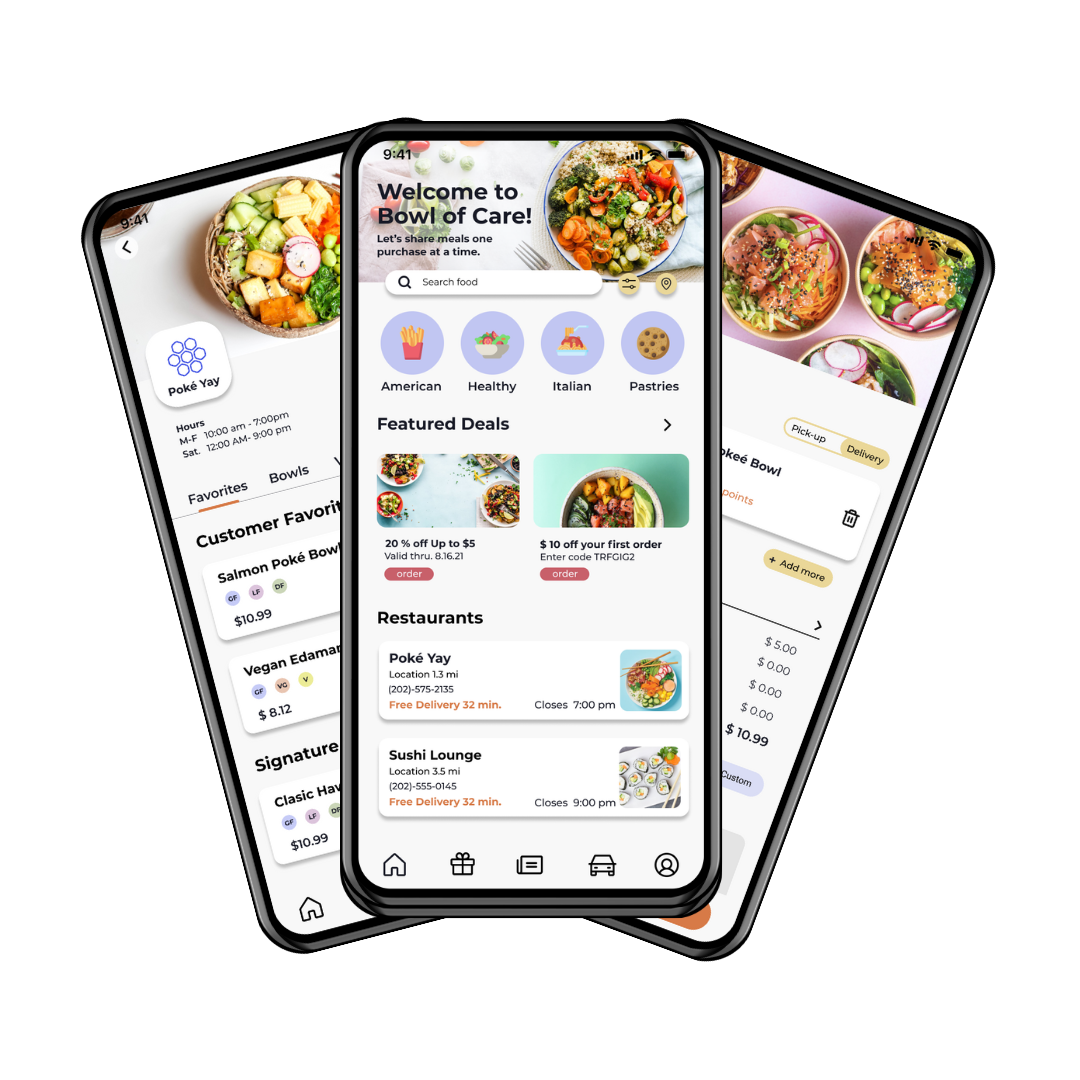 9:41
Poké Yay
Hours
M-F 10:00 am - 7:00pm
Sat. 12:00 AM- 9:00 pm
Favorites Bowls
Customer
Salmon Poké Bowl
GF LF DF
$10.99
Vegan
GF VG V
$ 8.12
Signature
GF LF
$10.99
9:41
Welcome to
Bowl of Care!
Let's share meals one
purchase at a time.
Search food
American Healthy Italian Pastries
Featured Deals
20 % off Up to $5
Valid thru. 8.16.21
order
$ 10 off your first order
Enter code TRFGIG2
order
Restaurants
Poké Yay
Location 1.3 mi
(202)-575-2135
Free Delivery 32 min.
Closes 7:00 pm
Sushi Lounge
Location 3.5 mi
(202)-555-0145
Free Delivery 32 min.
Closes 9:00 pm
Pick-up Delivery
Bowl
points
+ Add more
$ 5.00
$ 0.00
$ 0.00
$ 0.00
$ 10.99
Custom